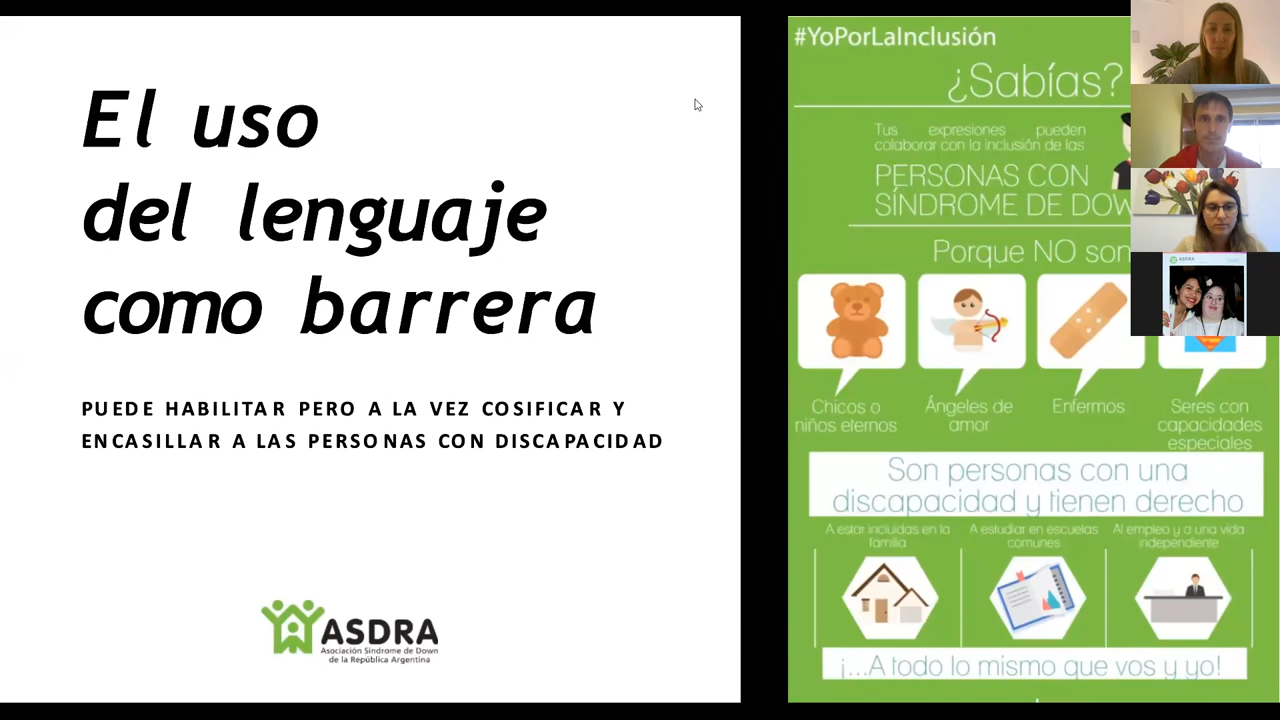 El uso
del lenguaje
como barrera
PUEDE HABILITAR PERO A LA VEZ COSIFICAR Y
ENCASILLAR A LAS PERSONAS CON DISCAPACIDAD
ASDRA
Asociación Síndrome de Down
de la República Argentina
#YoPorLaInclusión
¿Sabías?
Tus expresiones pueden
colaborar con la inclusión de las
PERSONAS CON
SÍNDROME DE DOW
Porque NO son
Chicos o
niños eternos
Ángeles de
amor
Enfermos
Seres con
capacidades
especiales
Son personas con una
discapacidad y tienen derecho
A estar incluidas en la
familia
A estudiar en escuelas
comunes
Al empleo y a una vida
independiente
¡...A todo lo mismo que vos y yo!
ASDRA